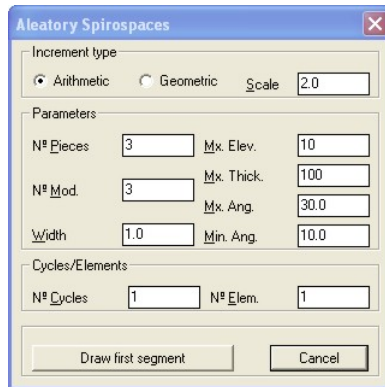 Aleatory Spirospaces
Increment type
Arithmetic Geometric Scale 2.0
Parameters
Nº Pieces 3 Mx. Elev. 10
Mx. Thick. 100
Nº Mod. 3
Mx. Ang. 30.0
Width 1.0 Min. Ang. 10.0
Cycles/Elements
Nº Cycles 1 Nº Elem. 1
Draw first segment Cancel